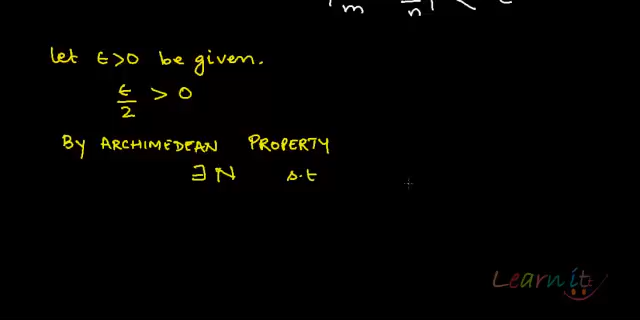 | m n | < ε
Let ε>0 be given.
ε/2 > 0
By ARCHIMEDEAN PROPERTY
∃ N s.t
Learnit